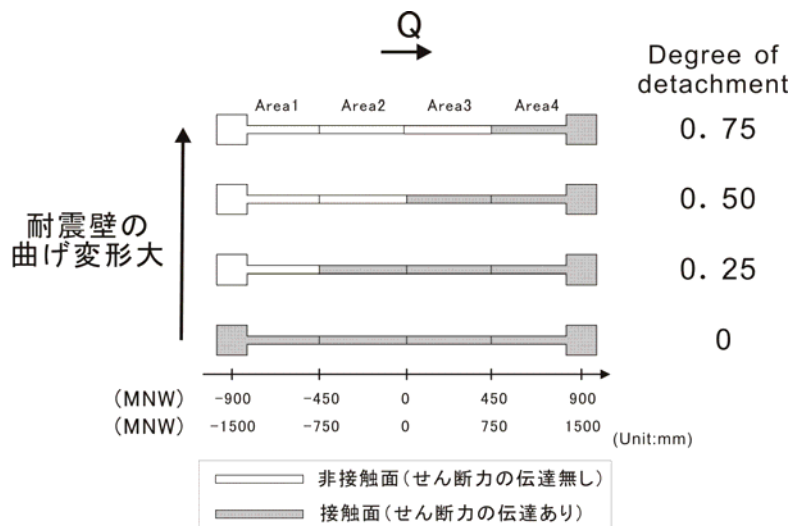 Q
Degree of
detachment
Area1 Area2 Area3 Area4
0. 75
0. 50
耐震壁の
曲げ変形大
0. 25
0
(MNW) -900 -450 0 450 900
(MNW) -1500 -750 0 750 1500
(Unit:mm)
非接触面(せん断力の伝達無し)
接触面(せん断力の伝達あり)